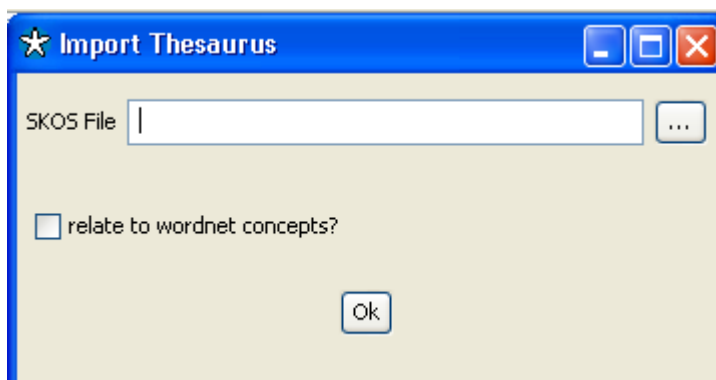 Import Thesaurus
SKOS File
...
relate to wordnet concepts?
Ok